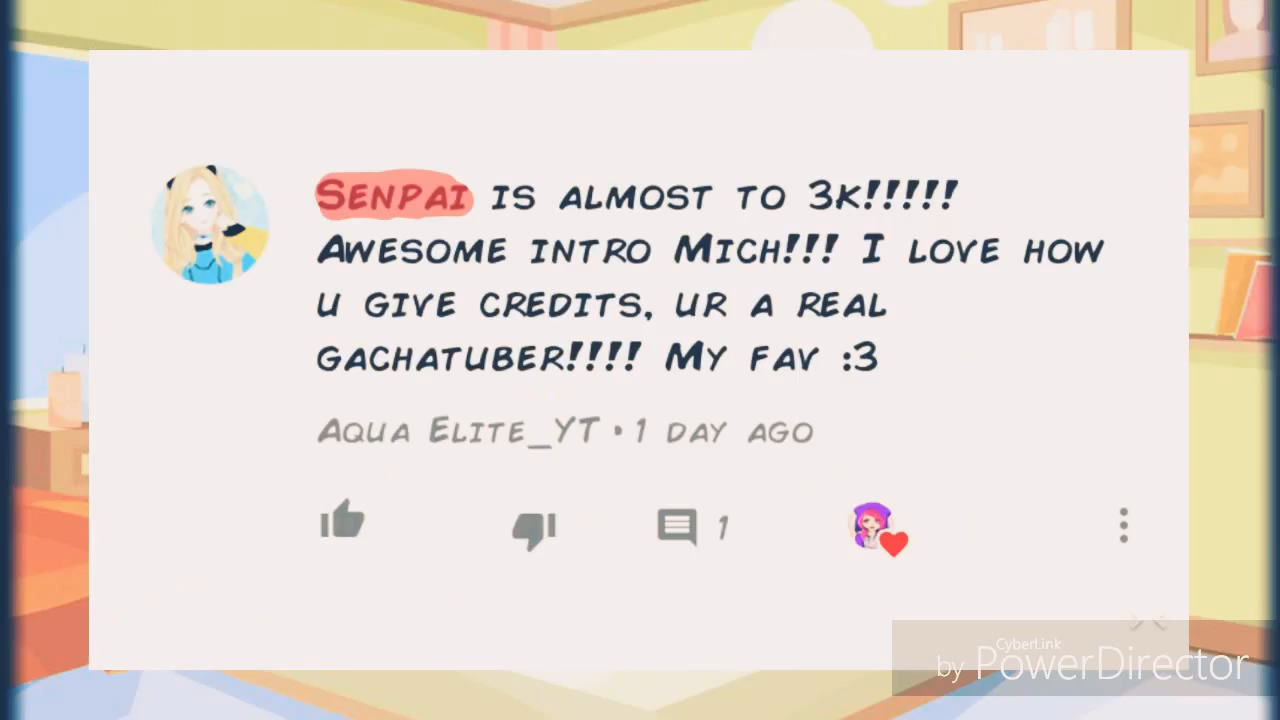 Senpai is almost to 3k!!!!!
Awesome intro Mich!!! I love how
u give credits, ur a real
gachatuber!!!! My fav :3
Aqua Elite_YT • 1 day ago
1
CyberLink
by PowerDirector